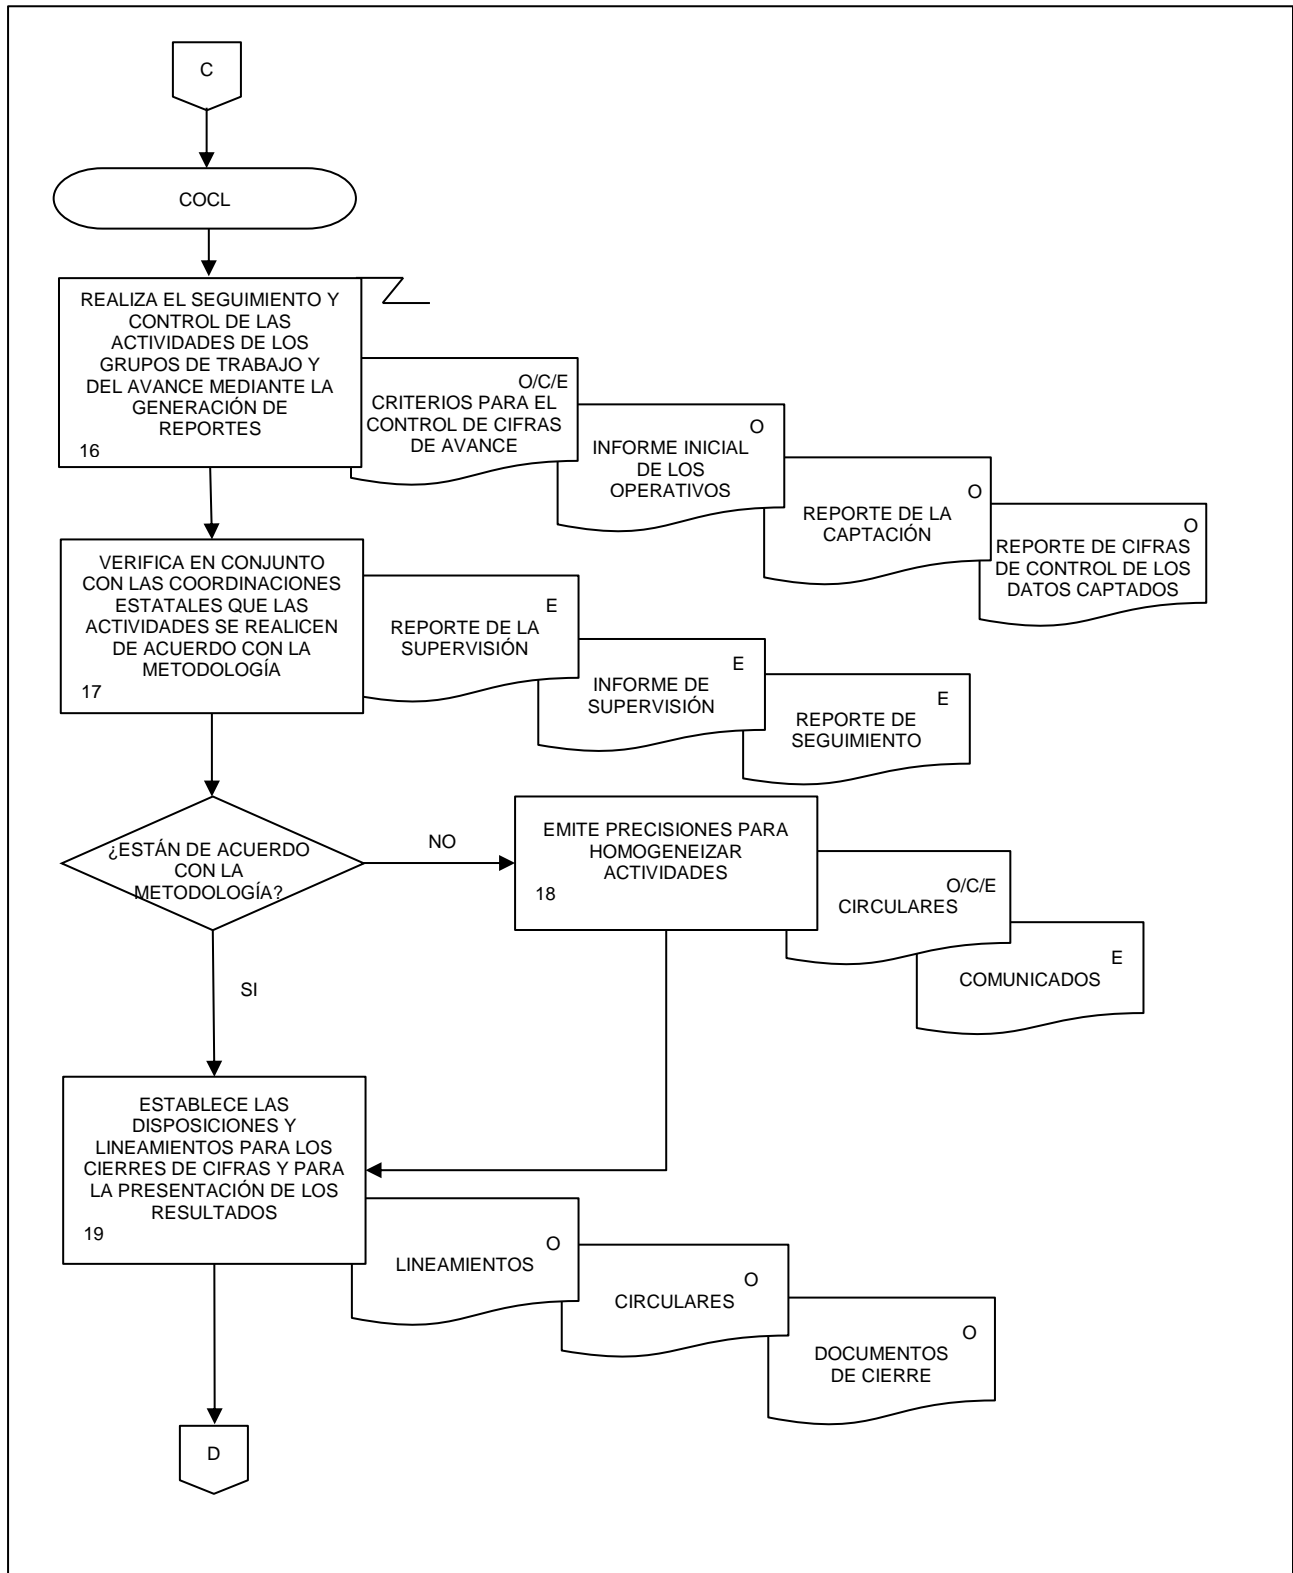 C
COCL
REALIZA EL SEGUIMIENTO Y
CONTROL DE LAS
ACTIVIDADES DE LOS
GRUPOS DE TRABAJO Y
DEL AVANCE MEDIANTE LA
GENERACIÓN DE
REPORTES
16
O/C/E
CRITERIOS PARA EL
CONTROL DE CIFRAS
DE AVANCE
O
INFORME INICIAL
DE LOS
OPERATIVOS
O
REPORTE DE LA
CAPTACIÓN
O
REPORTE DE CIFRAS
DE CONTROL DE LOS
DATOS CAPTADOS
VERIFICA EN CONJUNTO
CON LAS COORDINACIONES
ESTATALES QUE LAS
ACTIVIDADES SE REALICEN
DE ACUERDO CON LA
METODOLOGÍA
17
E
REPORTE DE LA
SUPERVISIÓN
E
INFORME DE
SUPERVISIÓN
E
REPORTE DE
SEGUIMIENTO
¿ESTÁN DE ACUERDO
CON LA
METODOLOGÍA?
NO
EMITE PRECISIONES PARA
HOMOGENEIZAR
ACTIVIDADES
18
O/C/E
CIRCULARES
E
COMUNICADOS
SI
ESTABLECE LAS
DISPOSICIONES Y
LINEAMIENTOS PARA LOS
CIERRES DE CIFRAS Y PARA
LA PRESENTACIÓN DE LOS
RESULTADOS
19
O
LINEAMIENTOS
O
CIRCULARES
O
DOCUMENTOS
DE CIERRE
D